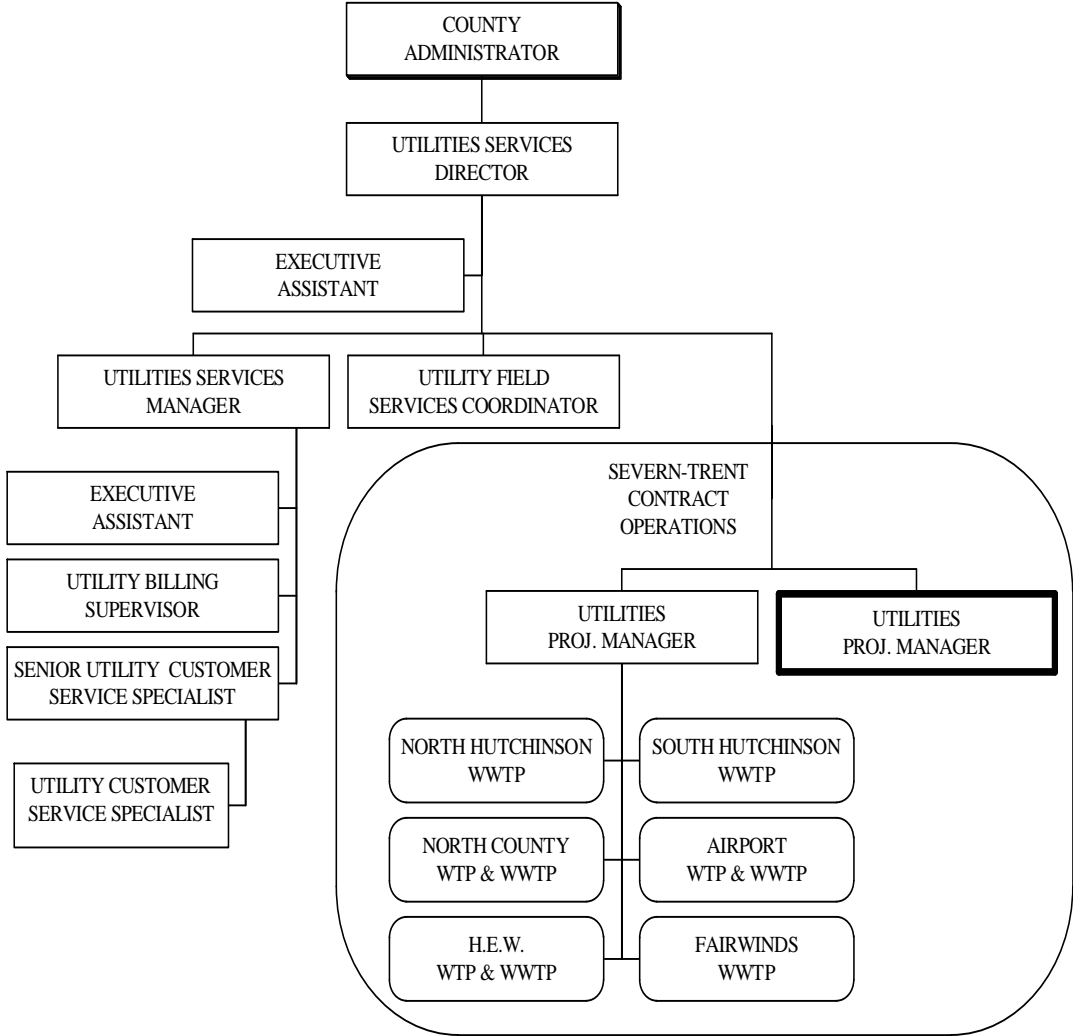 COUNTY
ADMINISTRATOR
UTILITIES SERVICES
DIRECTOR
EXECUTIVE
ASSISTANT
UTILITIES SERVICES
MANAGER
UTILITY FIELD
SERVICES COORDINATOR
EXECUTIVE
ASSISTANT
UTILITY BILLING
SUPERVISOR
SENIOR UTILITY CUSTOMER
SERVICE SPECIALIST
UTILITY CUSTOMER
SERVICE SPECIALIST
SEVERN-TRENT
CONTRACT
OPERATIONS
UTILITIES
PROJ. MANAGER
UTILITIES
PROJ. MANAGER
NORTH HUTCHINSON
WWTP
SOUTH HUTCHINSON
WWTP
NORTH COUNTY
WTP & WWTP
AIRPORT
WTP & WWTP
H.E.W.
WTP & WWTP
FAIRWINDS
WWTP